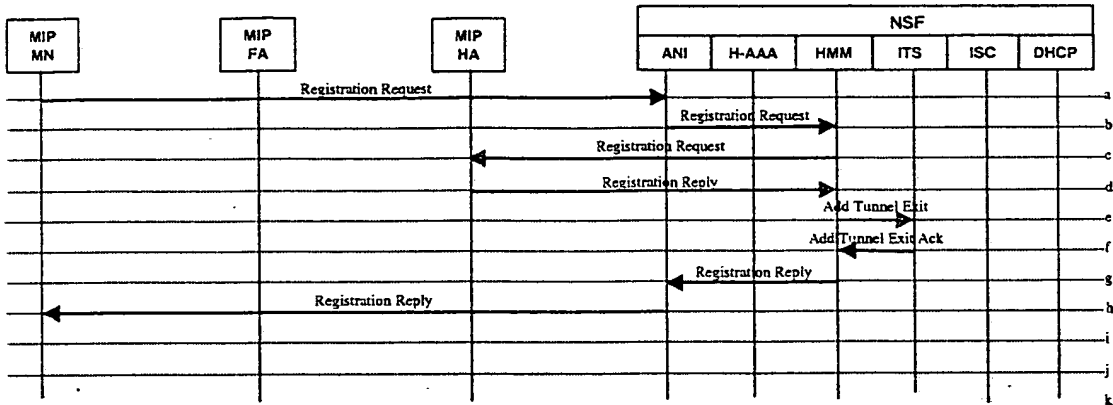 NSF
MIP MN
MIP FA
MIP HA
ANI
H-AAA
HMM
ITS
ISC
DHCP
Registration Request
a
Registration Request
b
Registration Request
c
Registration Reply
d
Add Tunnel Exit
e
Add Tunnel Exit Ack
f
Registration Reply
g
Registration Reply
h
i
j
k